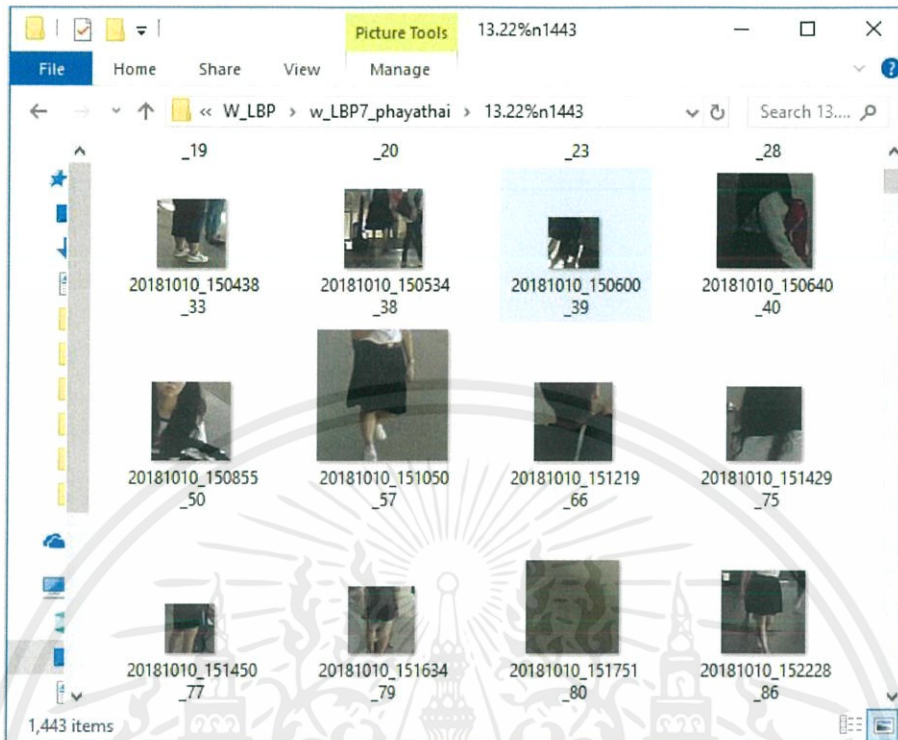 Picture Tools 13.22%n1443
File Home Share View Manage
« W_LBP › w_LBP7_phayathai › 13.22%n1443 Search 13....
_19 _20 _23 _28
20181010_150438 20181010_150534 20181010_150600 20181010_150640
_33 _38 _39 _40
20181010_150855 20181010_151050 20181010_151219 20181010_151429
_50 _57 _66 _75
20181010_151450 20181010_151634 20181010_151751 20181010_152228
_77 _79 _80 _86
1,443 items